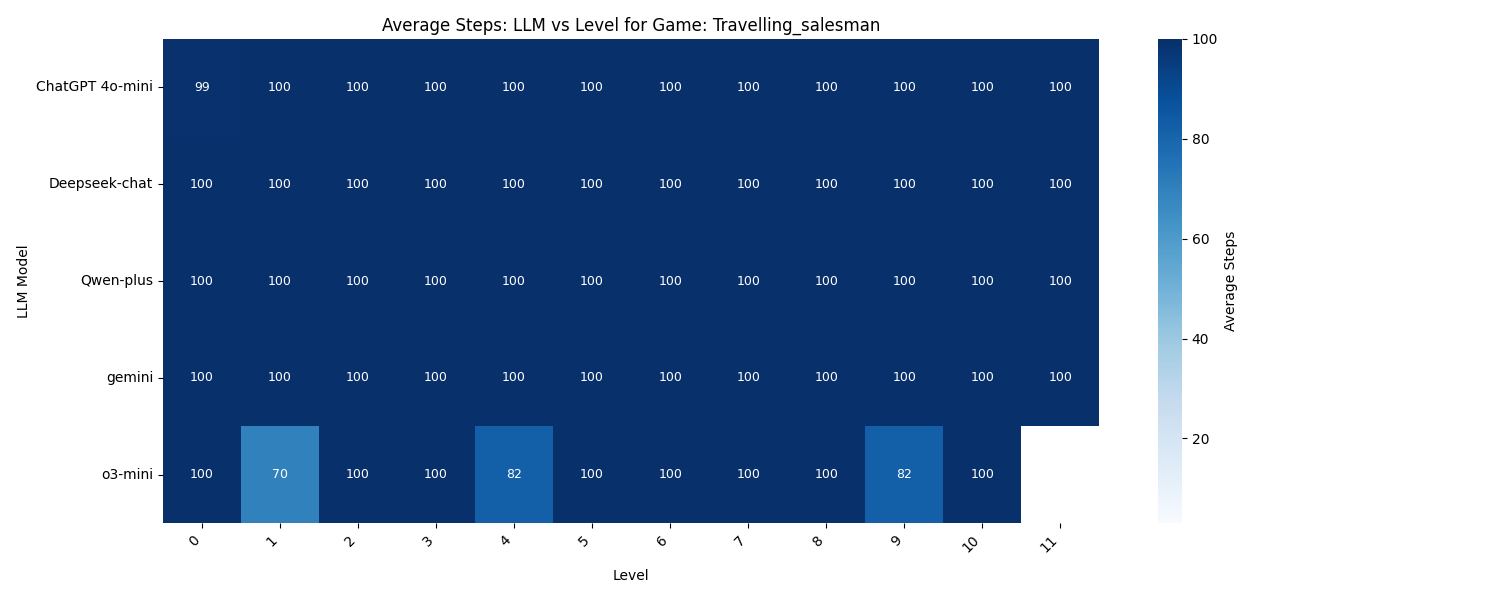 Average Steps: LLM vs Level for Game: Travelling_salesman
LLM Model
ChatGPT 4o-mini 99 100 100 100 100 100 100 100 100 100 100 100
Deepseek-chat 100 100 100 100 100 100 100 100 100 100 100 100
Qwen-plus 100 100 100 100 100 100 100 100 100 100 100 100
gemini 100 100 100 100 100 100 100 100 100 100 100 100
o3-mini 100 70 100 100 82 100 100 100 100 82 100
0 1 2 3 4 5 6 7 8 9 10 11
Level
100
80
60
40
20
Average Steps